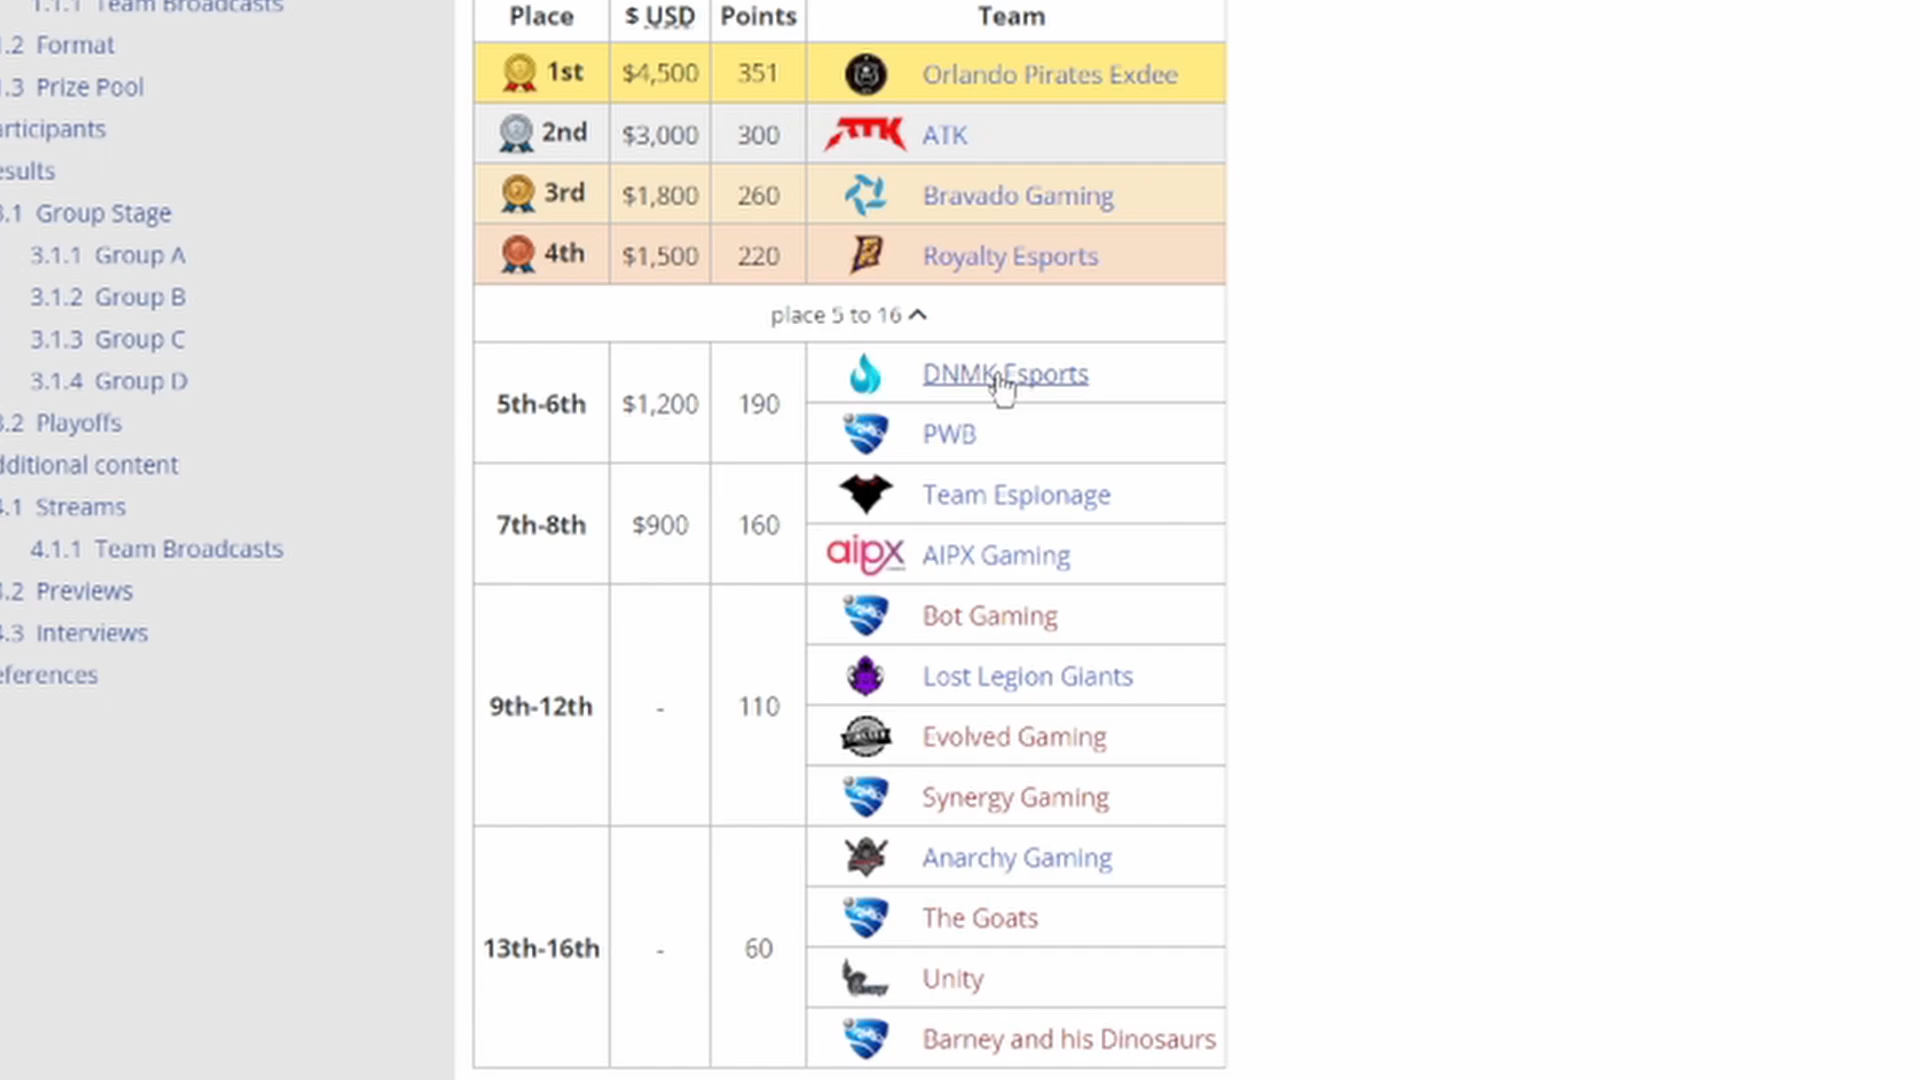 1.1.1 Team Broadcasts
.2 Format
.3 Prize Pool
articipants
esults
3.1 Group Stage
3.1.1 Group A
3.1.2 Group B
3.1.3 Group C
3.1.4 Group D
3.2 Playoffs
dditional content
4.1 Streams
4.1.1 Team Broadcasts
4.2 Previews
4.3 Interviews
eferences
Place $ USD Points Team
1st $4,500 351 Orlando Pirates Exdee
2nd $3,000 300 ATK ATK
3rd $1,800 260 Bravado Gaming
4th $1,500 220 Royalty Esports
place 5 to 16
5th-6th $1,200 190 DNMK Esports
PWB
7th-8th $900 160 Team Espionage
aipx AIPX Gaming
9th-12th - 110 Bot Gaming
Lost Legion Giants
Evolved Gaming
Synergy Gaming
13th-16th - 60 Anarchy Gaming
The Goats
Unity
Barney and his Dinosaurs